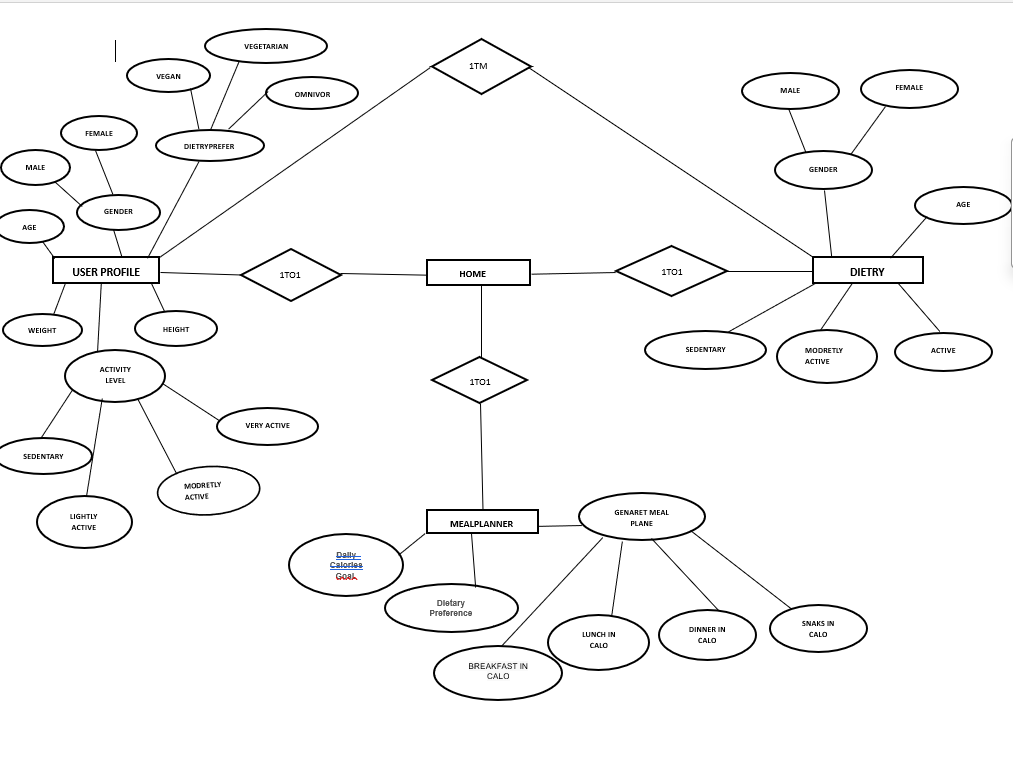 VEGETARIAN
1TM
VEGAN
OMNIVOR
MALE
FEMALE
FEMALE
DIETRYPREFER
MALE
GENDER
GENDER
AGE
AGE
USER PROFILE
1TO1
HOME
1TO1
DIETRY
WEIGHT
HEIGHT
SEDENTARY
MODRETLY
ACTIVE
ACTIVE
ACTIVITY
LEVEL
1TO1
VERY ACTIVE
SEDENTARY
MODRETLY
ACTIVE
LIGHTLY
ACTIVE
MEALPLANNER
GENARET MEAL
PLANE
Daily
Calories
Goal
Dietary
Preference
BREAKFAST IN
CALO
LUNCH IN
CALO
DINNER IN
CALO
SNAKS IN
CALO